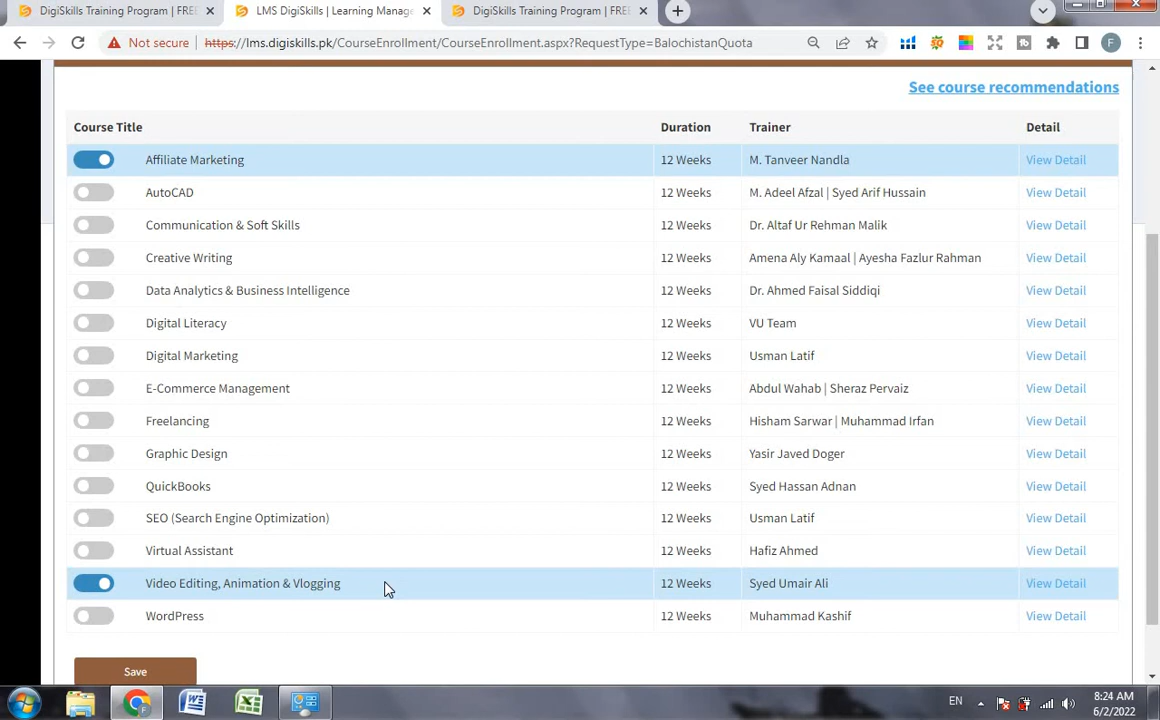 DigiSkills Training Program | FREE
LMS DigiSkills | Learning Manage
DigiSkills Training Program | FREE
Not secure
https://lms.digiskills.pk/CourseEnrollment/CourseEnrollment.aspx?RequestType=BalochistanQuota
F
See course recommendations
Course Title Duration Trainer Detail
Affiliate Marketing 12 Weeks M. Tanveer Nandla View Detail
AutoCAD 12 Weeks M. Adeel Afzal | Syed Arif Hussain View Detail
Communication & Soft Skills 12 Weeks Dr. Altaf Ur Rehman Malik View Detail
Creative Writing 12 Weeks Amena Aly Kamaal | Ayesha Fazlur Rahman View Detail
Data Analytics & Business Intelligence 12 Weeks Dr. Ahmed Faisal Siddiqi View Detail
Digital Literacy 12 Weeks VU Team View Detail
Digital Marketing 12 Weeks Usman Latif View Detail
E-Commerce Management 12 Weeks Abdul Wahab | Sheraz Pervaiz View Detail
Freelancing 12 Weeks Hisham Sarwar | Muhammad Irfan View Detail
Graphic Design 12 Weeks Yasir Javed Doger View Detail
QuickBooks 12 Weeks Syed Hassan Adnan View Detail
SEO (Search Engine Optimization) 12 Weeks Usman Latif View Detail
Virtual Assistant 12 Weeks Hafiz Ahmed View Detail
Video Editing, Animation & Vlogging 12 Weeks Syed Umair Ali View Detail
WordPress 12 Weeks Muhammad Kashif View Detail
Save
EN
8:24 AM
6/2/2022